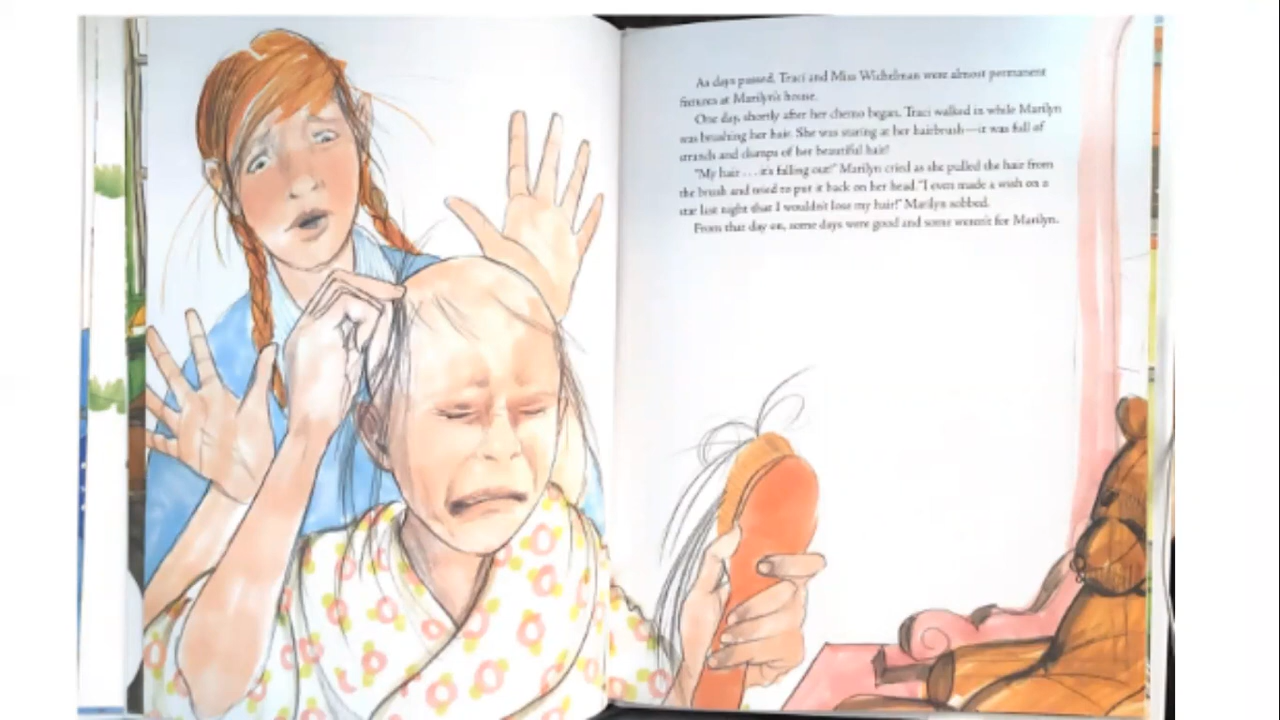 As days passed, Traci and Miss Wichelman were almost permanent
fixtures at Marilyn's house.
One day, shortly after her chemo began, Traci walked in while Marilyn
was brushing her hair. She was staring at her hairbrush—it was full of
strands and clumps of her beautiful hair!
"My hair . . . it's falling out!" Marilyn cried as she pulled the hair from
the brush and tried to put it back on her head. "I even made a wish on a
star last night that I wouldn't lose my hair!" Marilyn sobbed.
From that day on, some days were good and some weren't for Marilyn.